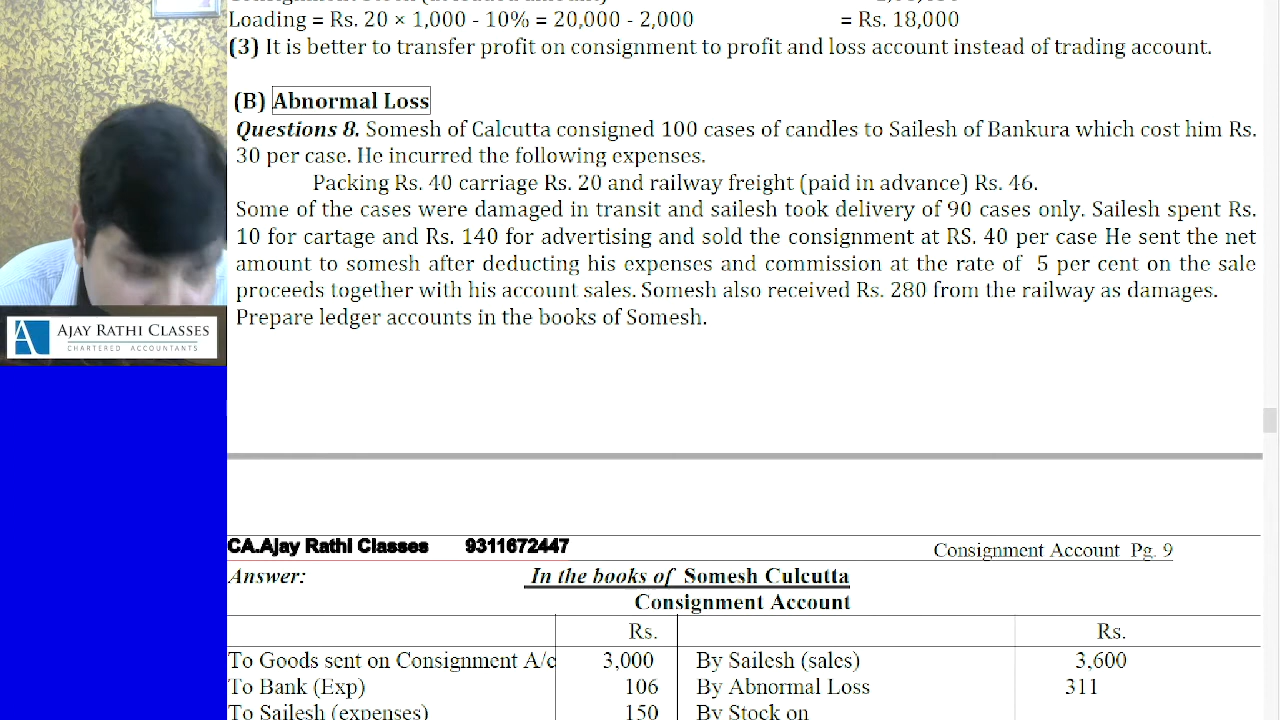 Loading = Rs. 20 × 1,000 - 10% = 20,000 - 2,000 = Rs. 18,000
(3) It is better to transfer profit on consignment to profit and loss account instead of trading account.
(B) Abnormal Loss
Questions 8. Somesh of Calcutta consigned 100 cases of candles to Sailesh of Bankura which cost him Rs.
30 per case. He incurred the following expenses.
Packing Rs. 40 carriage Rs. 20 and railway freight (paid in advance) Rs. 46.
Some of the cases were damaged in transit and sailesh took delivery of 90 cases only. Sailesh spent Rs.
10 for cartage and Rs. 140 for advertising and sold the consignment at RS. 40 per case He sent the net
amount to somesh after deducting his expenses and commission at the rate of 5 per cent on the sale
proceeds together with his account sales. Somesh also received Rs. 280 from the railway as damages.
Prepare ledger accounts in the books of Somesh.
AJAY RATHI CLASSES
CHARTERED ACCOUNTANTS
CA.Ajay Rathi Classes 9311672447 Consignment Account Pg. 9
Answer: In the books of Somesh Culcutta
Consignment Account
Rs. Rs.
To Goods sent on Consignment A/c 3,000 By Sailesh (sales) 3,600
To Bank (Exp) 106 By Abnormal Loss 311
To Sailesh (expenses) 150 By Stock on